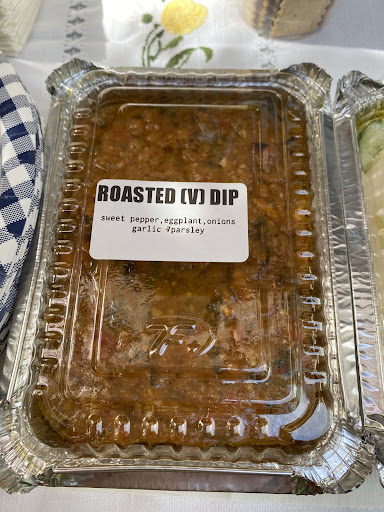 ROASTED (V) DIP
sweet pepper,eggplant,onions
garlic &parsley